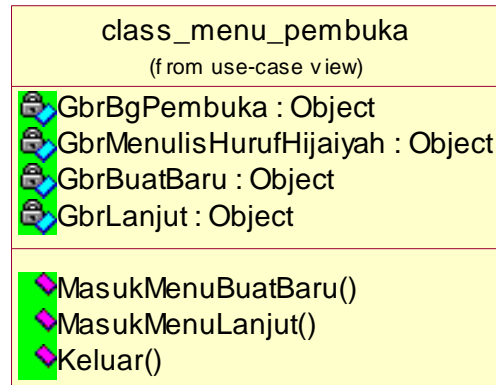 class_menu_pembuka
(from use-case view)
GbrBgPembuka : Object
GbrMenulisHurufHijaiyah : Object
GbrBuatBaru : Object
GbrLanjut : Object
MasukMenuBuatBaru()
MasukMenuLanjut()
Keluar()